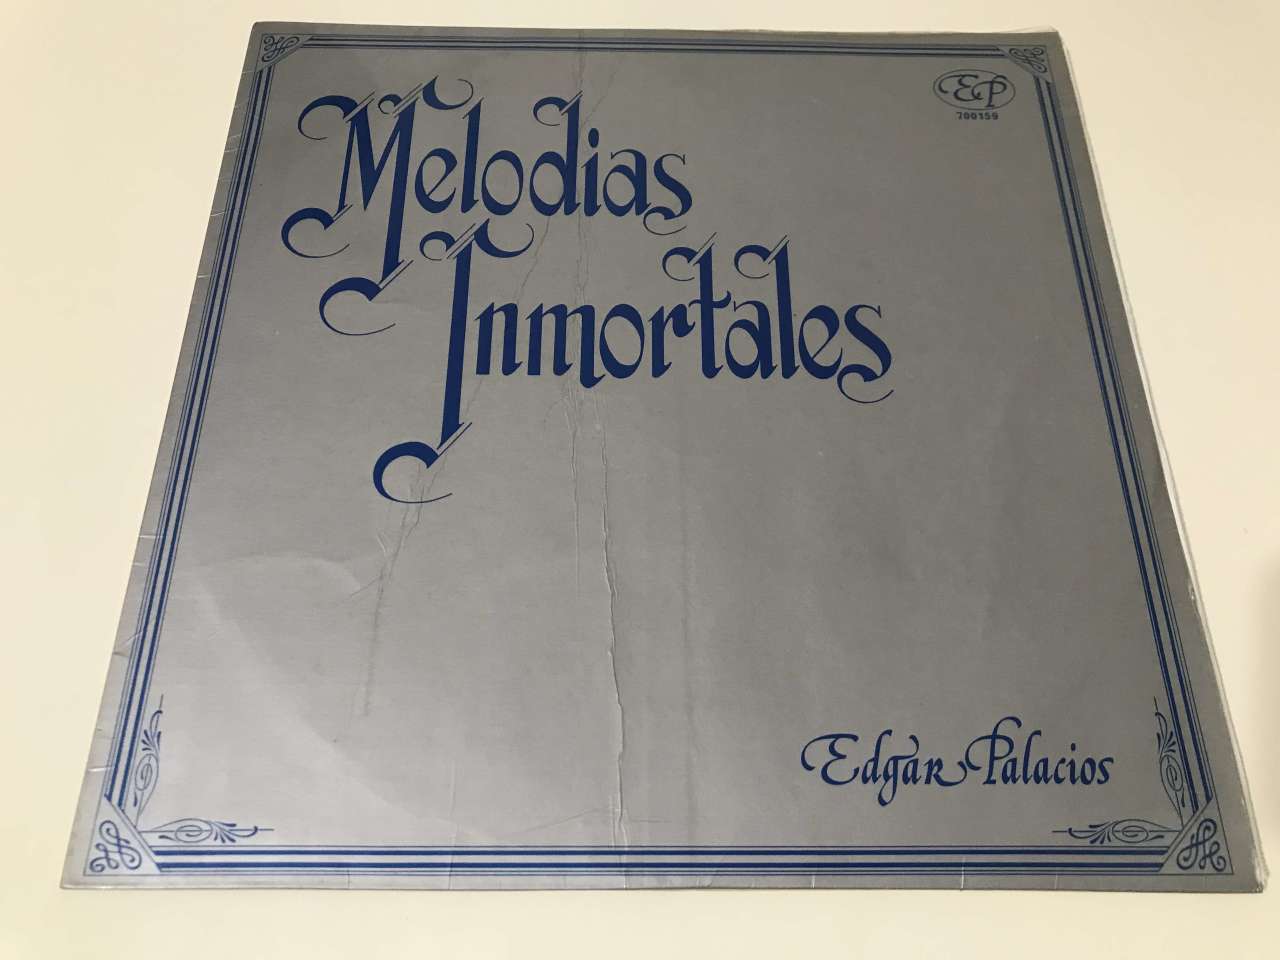 EP
700159
Melodias
Inmortales
Edgar Palacios